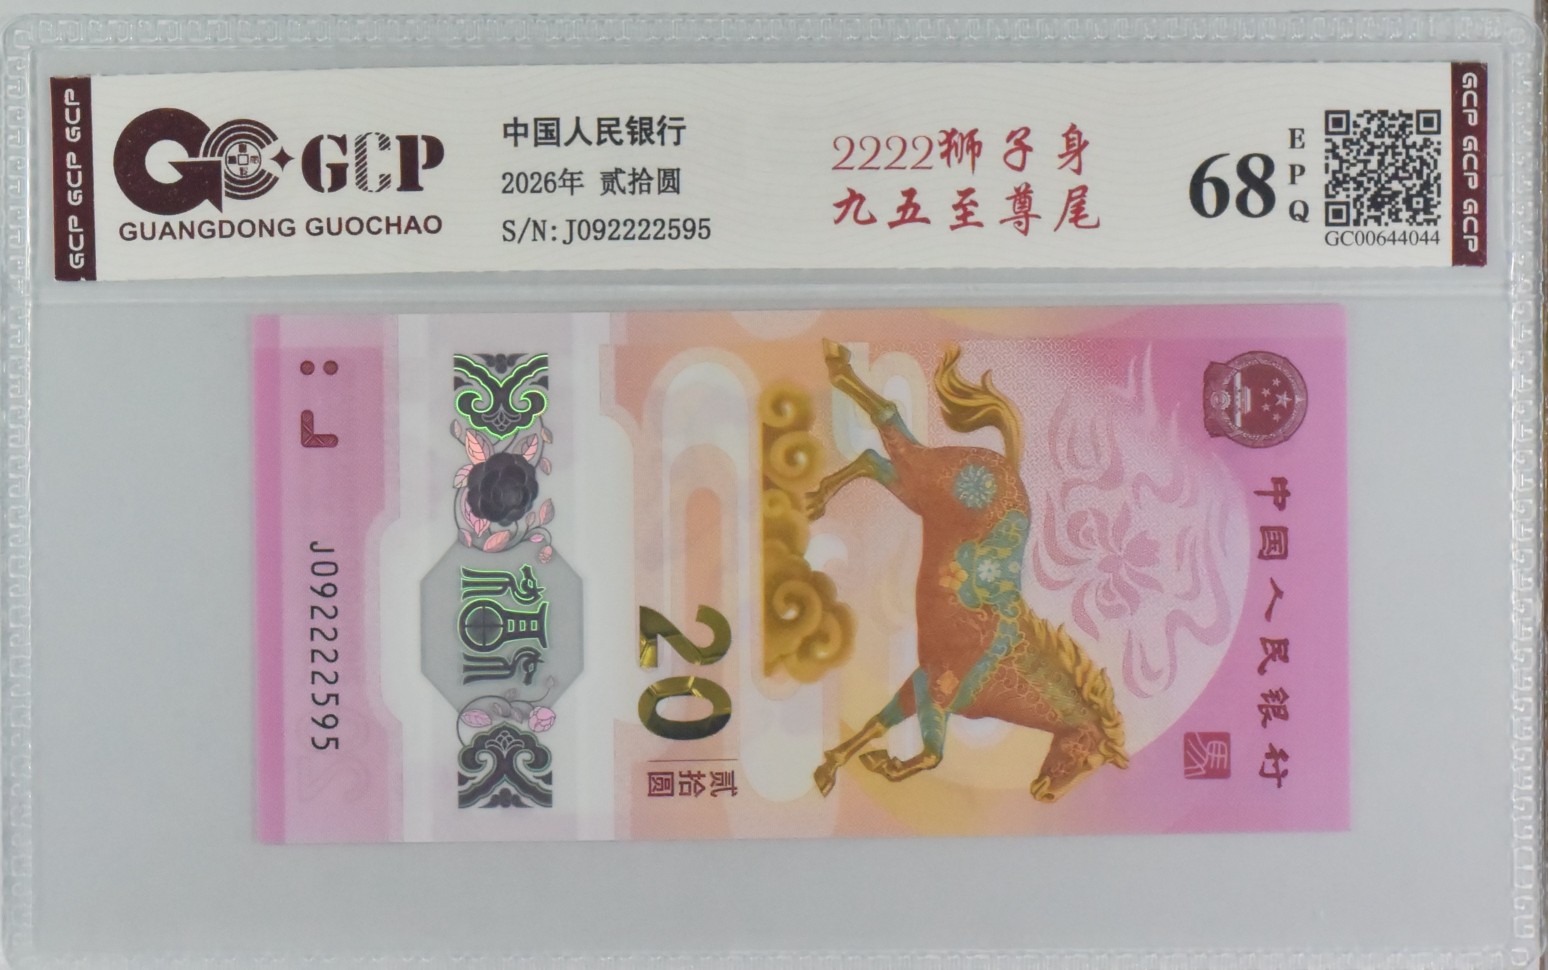 GCP GCP GCP
GCP
GUANGDONG GUOCHAO
中国人民银行
2026年 贰拾圆
S/N:J092222595
2222狮子身
九五至尊尾
68
EPQ
GC00644044
GCP GCP GCP
J092222595
20
贰拾圆
中国人民银行
馬